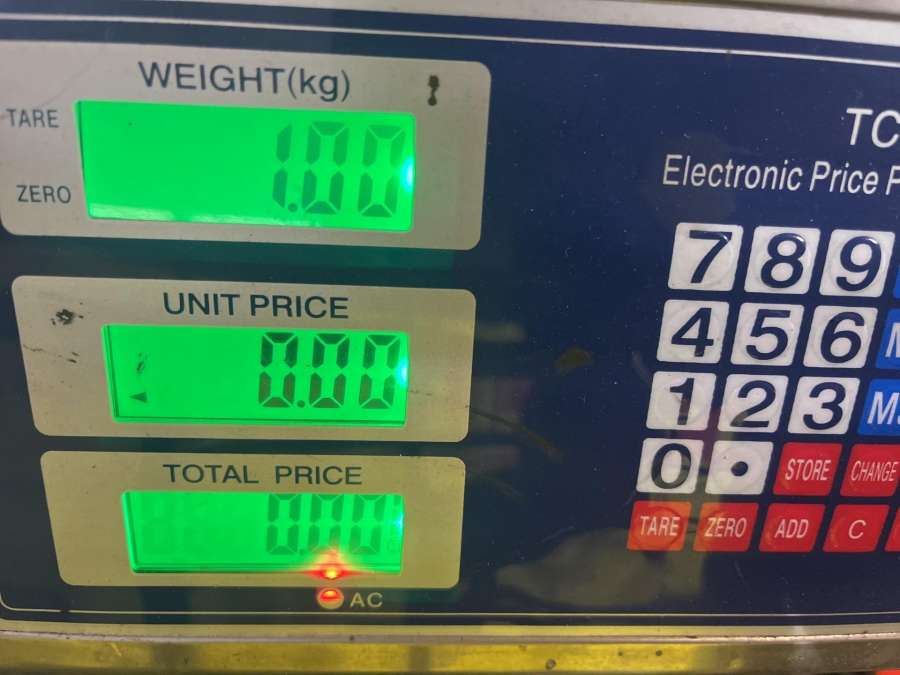 WEIGHT(kg)
TARE
1.00
ZERO
UNIT PRICE
0.00
TOTAL PRICE
0.00
AC
TC
Electronic Price P
7 8 9
4 5 6 M
1 2 3 M
0 . STORE CHANGE
TARE ZERO ADD C